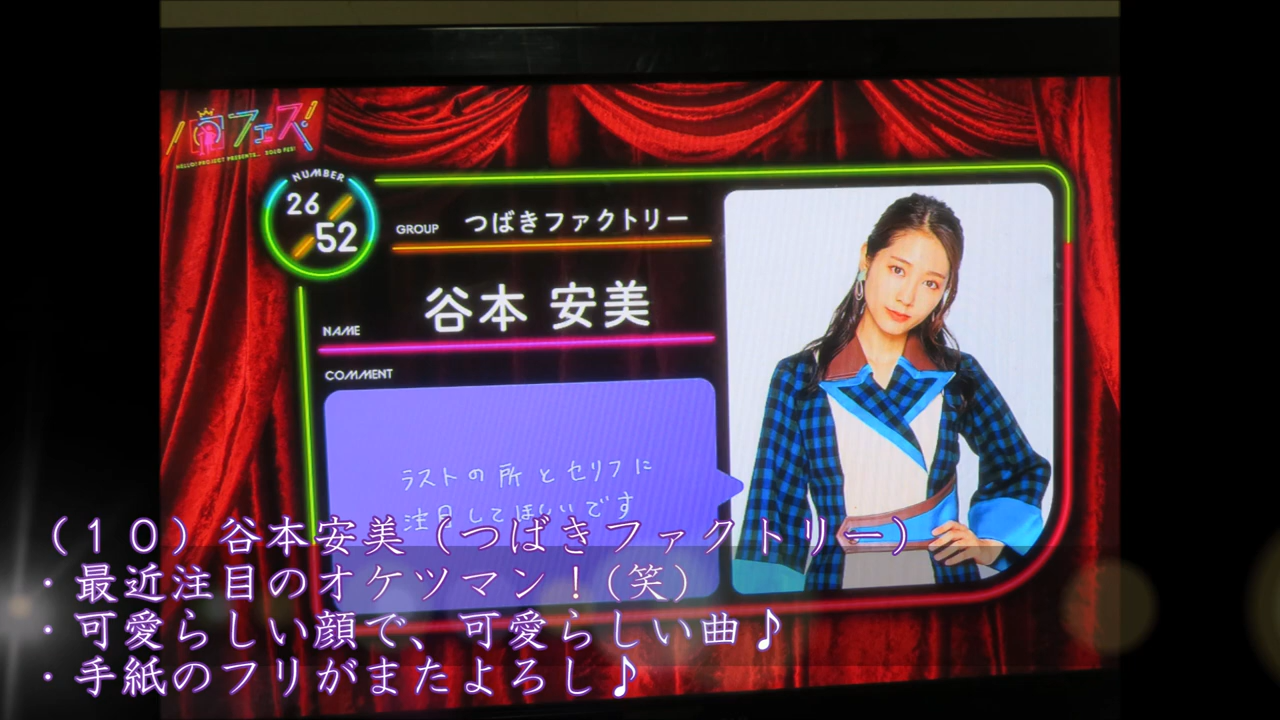 ソロフェス!
HELLO! PROJECT PRESENTS... SOLO FES!
NUMBER
26
52
GROUP つばきファクトリー
NAME 谷本 安美
COMMENT
ラストの所とセリフに
注目してほしいです
(10)谷本安美(つばきファクトリー)
・最近注目のオケツマン!(笑)
・可愛らしい顔で、可愛らしい曲♪
・手紙のフリがまたよろし♪